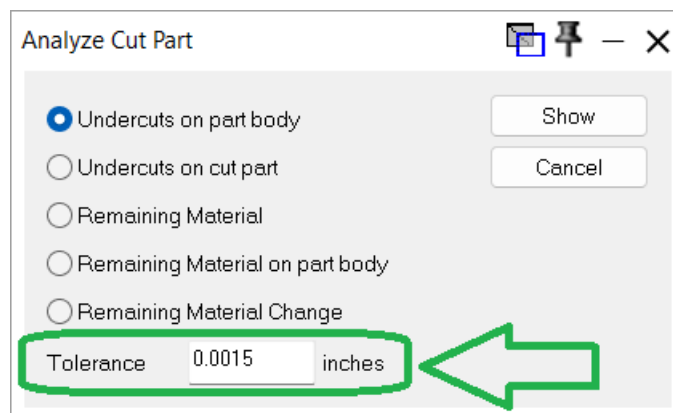 Analyze Cut Part
Undercuts on part body
Show
Undercuts on cut part
Cancel
Remaining Material
Remaining Material on part body
Remaining Material Change
Tolerance 0.0015 inches